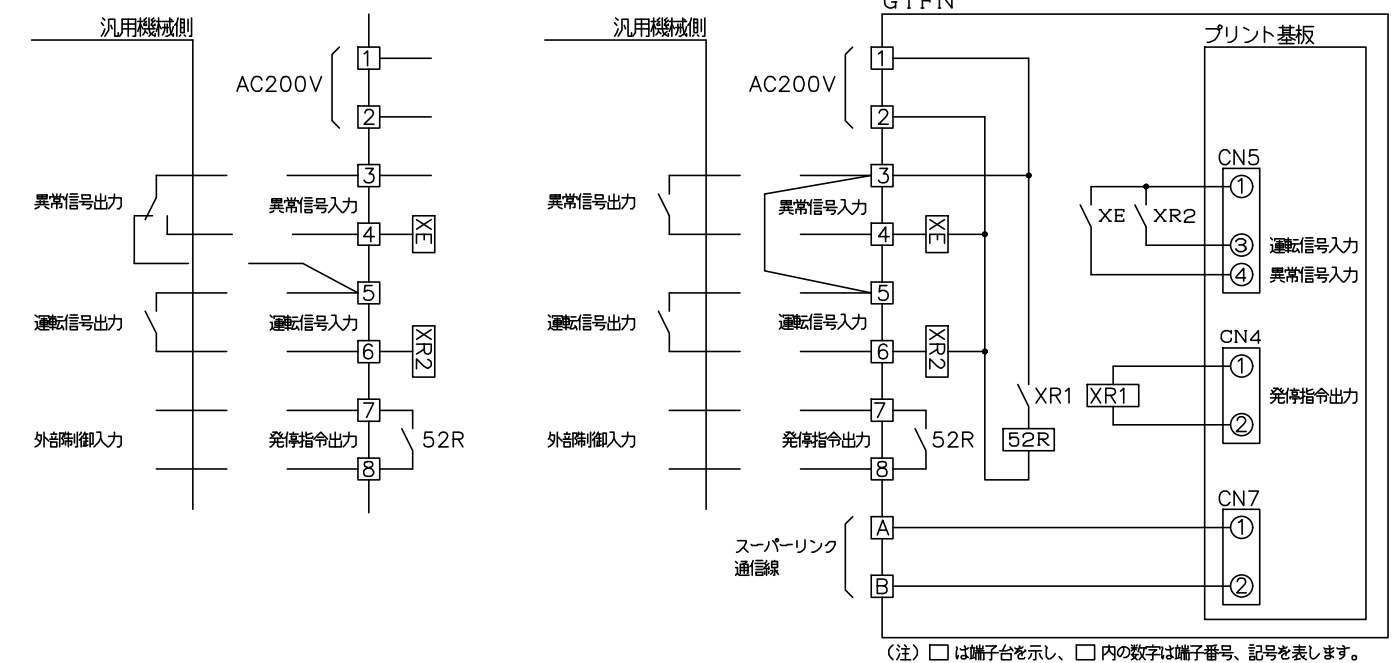 汎用機械側
AC200V
1
2
3
異常信号出力
異常信号入力
4
XE
5
運転信号出力
運転信号入力
6
XR2
7
外部制御入力
発停指令出力
52R
8
汎用機械側
AC200V
1
2
3
異常信号出力
異常信号入力
4
XE
5
運転信号出力
運転信号入力
6
XR2
7
外部制御入力
発停指令出力
52R
8
スーパーリンク
通信線
A
B
GTFN
プリント基板
XR1
52R
XE
XR2
CN5
①
③ 運転信号入力
④ 異常信号入力
CN4
XR1
①
発停指令出力
②
CN7
①
②
(注) □ は端子台を示し、□ 内の数字は端子番号、記号を表します。